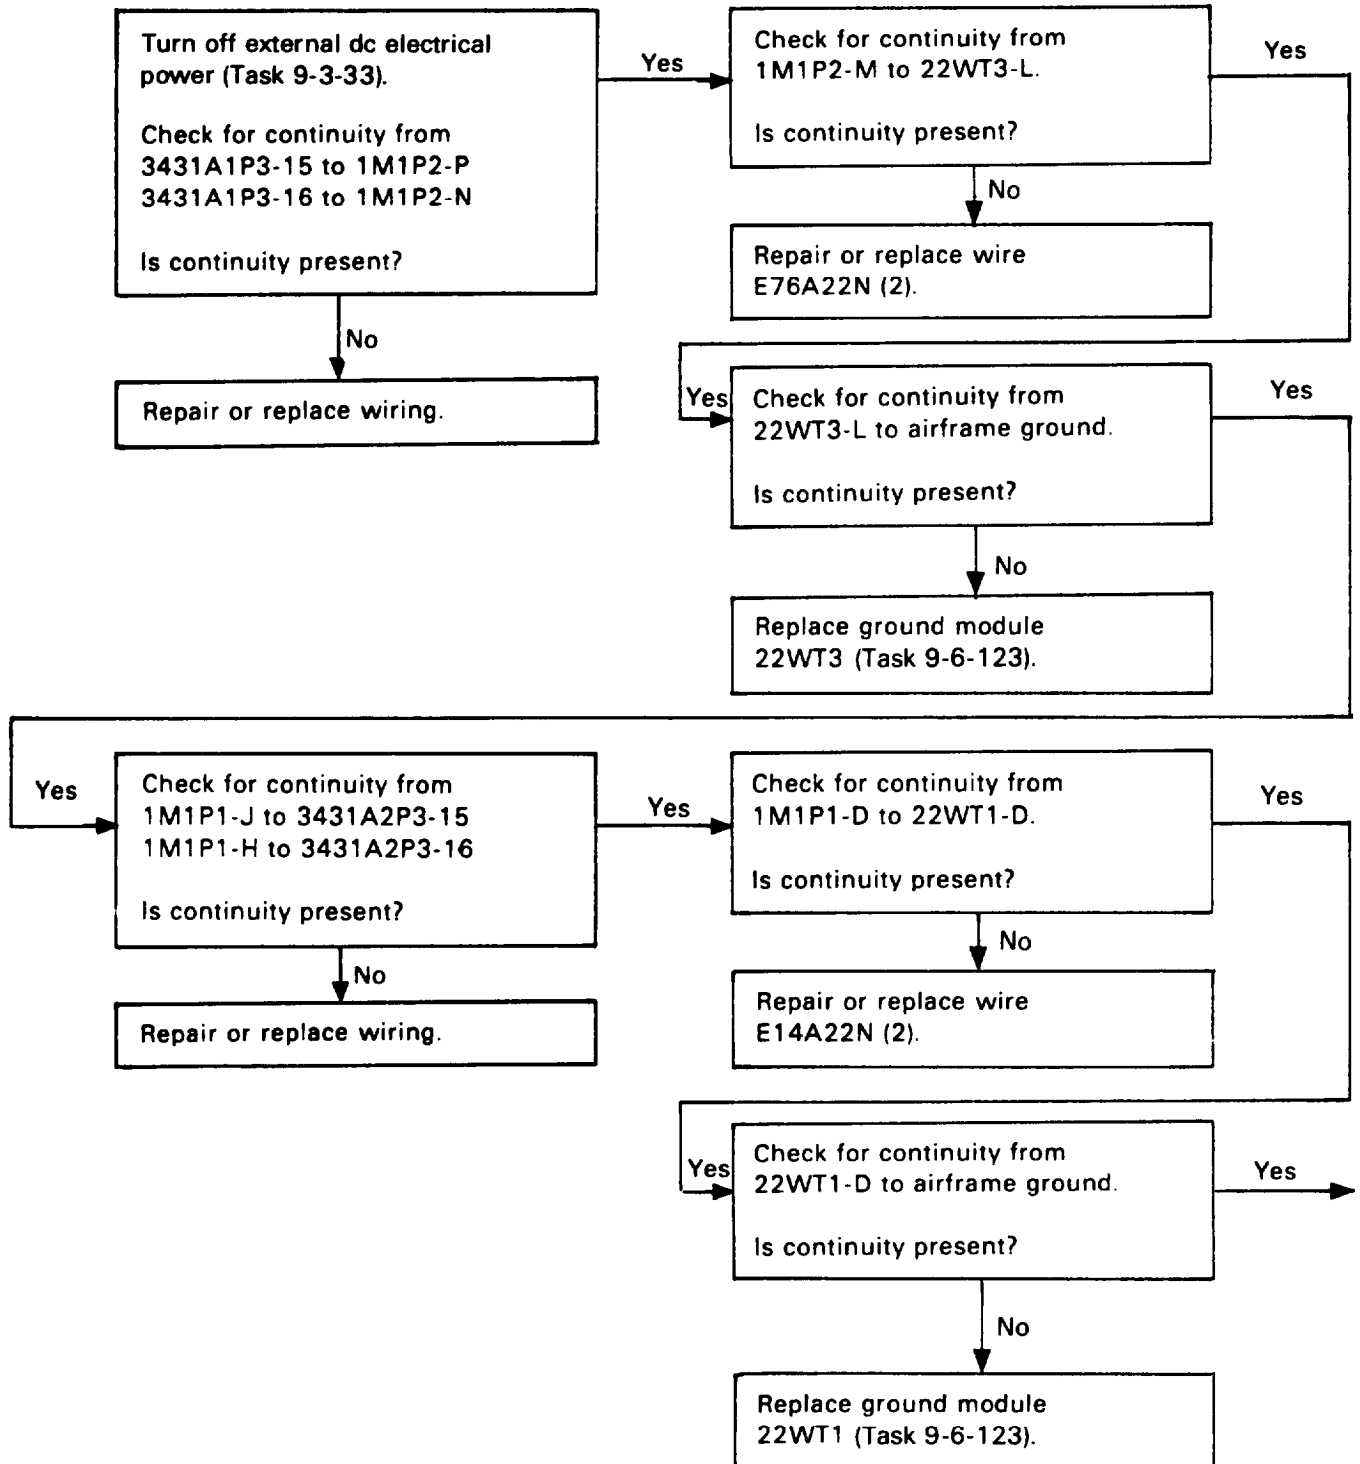 Turn off external dc electrical
power (Task 9-3-33).
Check for continuity from
3431A1P3-15 to 1M1P2-P
3431A1P3-16 to 1M1P2-N
Is continuity present?
Yes
No
Repair or replace wiring.
Check for continuity from
1M1P2-M to 22WT3-L.
Is continuity present?
Yes
No
Repair or replace wire
E76A22N (2).
Yes
Check for continuity from
22WT3-L to airframe ground.
Is continuity present?
Yes
No
Replace ground module
22WT3 (Task 9-6-123).
Yes
Check for continuity from
1M1P1-J to 3431A2P3-15
1M1P1-H to 3431A2P3-16
Is continuity present?
Yes
No
Repair or replace wiring.
Check for continuity from
1M1P1-D to 22WT1-D.
Is continuity present?
Yes
No
Repair or replace wire
E14A22N (2).
Yes
Check for continuity from
22WT1-D to airframe ground.
Is continuity present?
Yes
No
Replace ground module
22WT1 (Task 9-6-123).